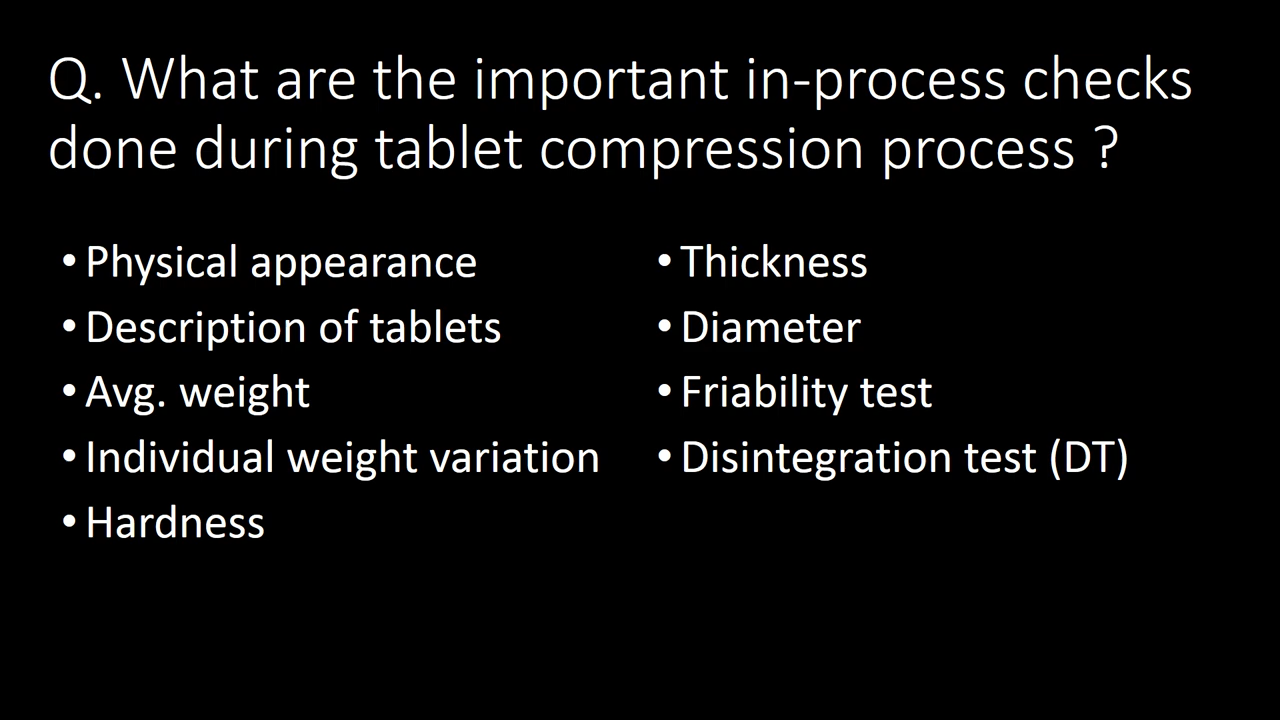 Q. What are the important in-process checks
done during tablet compression process ?
• Physical appearance
• Description of tablets
• Avg. weight
• Individual weight variation
• Hardness
• Thickness
• Diameter
• Friability test
• Disintegration test (DT)